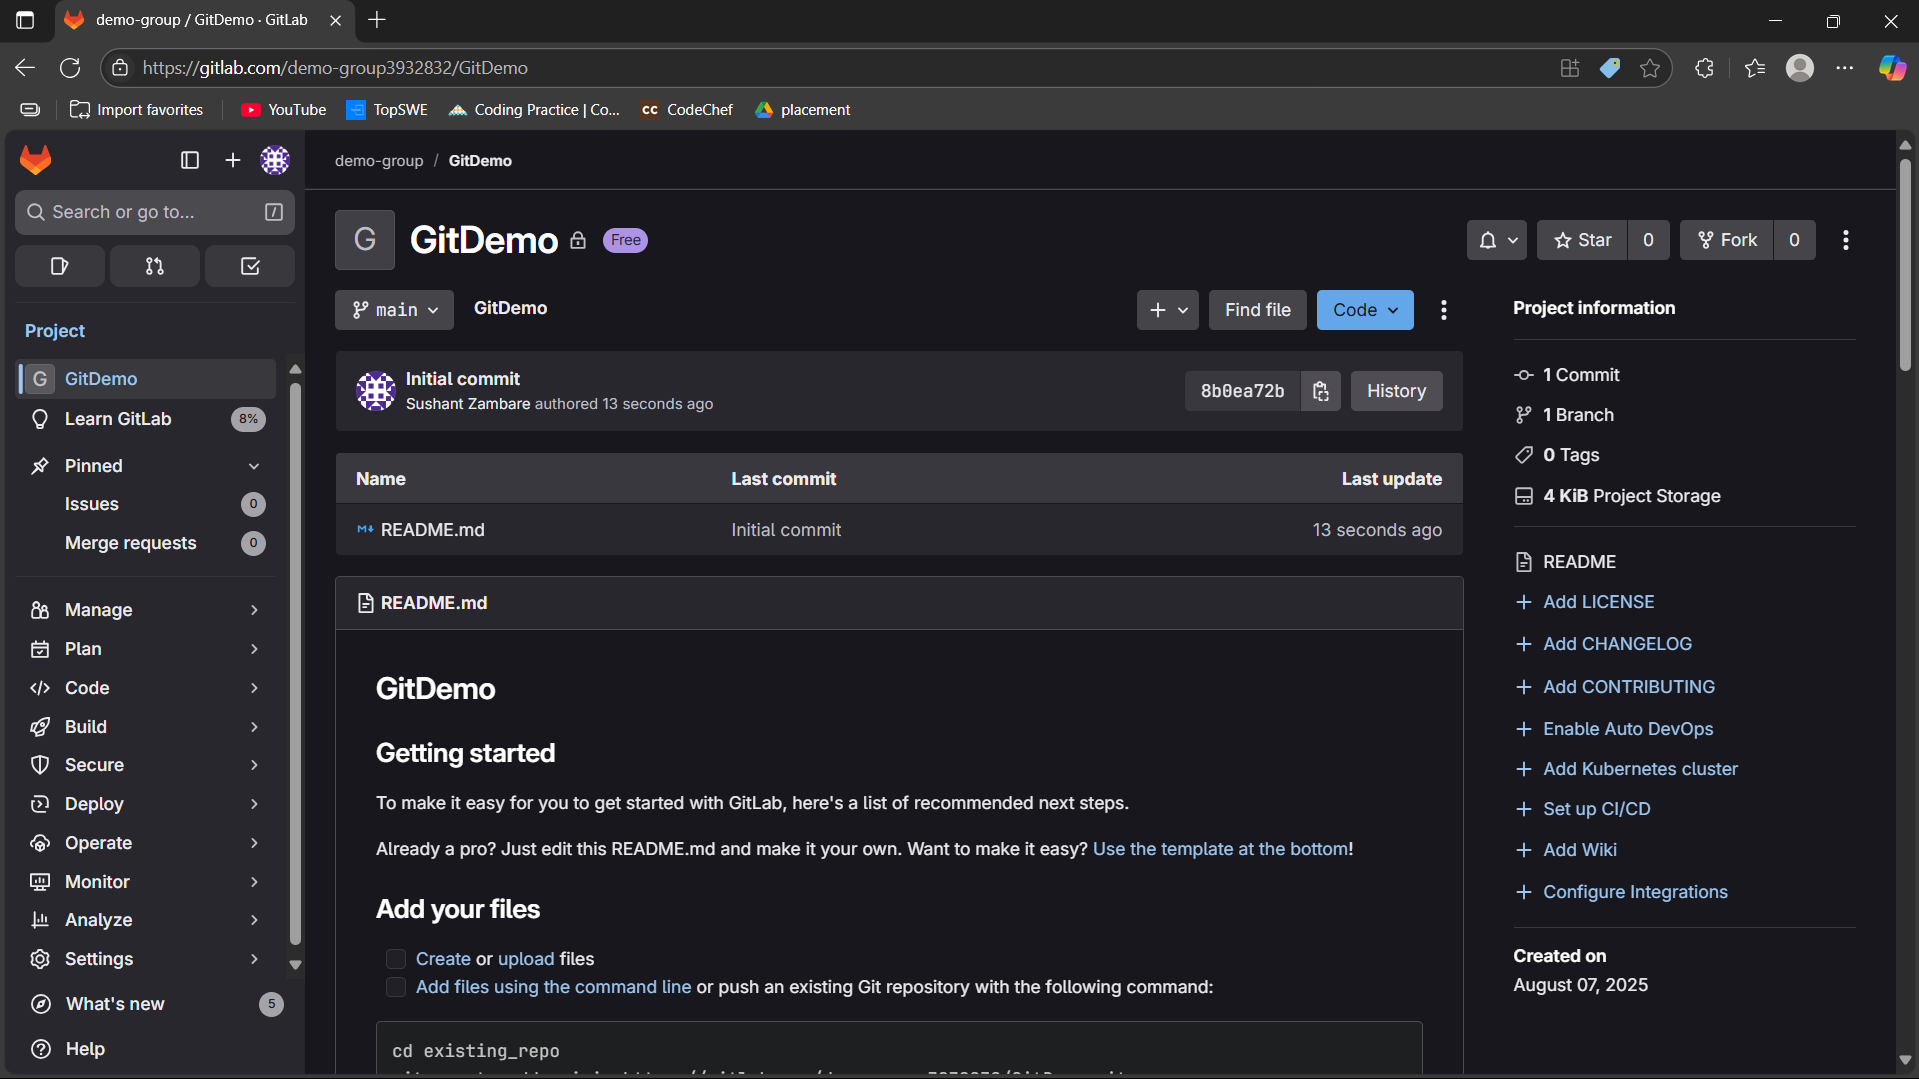 demo-group / GitDemo · GitLab
https://gitlab.com/demo-group3932832/GitDemo
Import favorites
YouTube
TopSWE
Coding Practice | Co...
cc CodeChef
placement
Search or go to... /
Project
G GitDemo
Learn GitLab 8%
Pinned
Issues 0
Merge requests 0
Manage
Plan
Code
Build
Secure
Deploy
Operate
Monitor
Analyze
Settings
What's new 5
Help
demo-group / GitDemo
G GitDemo Free
Star 0
Fork 0
main
GitDemo
Find file
Code
Initial commit
Sushant Zambare authored 13 seconds ago
8b0ea72b
History
Name Last commit Last update
README.md Initial commit 13 seconds ago
README.md
GitDemo
Getting started
To make it easy for you to get started with GitLab, here's a list of recommended next steps.
Already a pro? Just edit this README.md and make it your own. Want to make it easy? Use the template at the bottom!
Add your files
Create or upload files
Add files using the command line or push an existing Git repository with the following command:
cd existing_repo
Project information
1 Commit
1 Branch
0 Tags
4 KiB Project Storage
README
Add LICENSE
Add CHANGELOG
Add CONTRIBUTING
Enable Auto DevOps
Add Kubernetes cluster
Set up CI/CD
Add Wiki
Configure Integrations
Created on
August 07, 2025